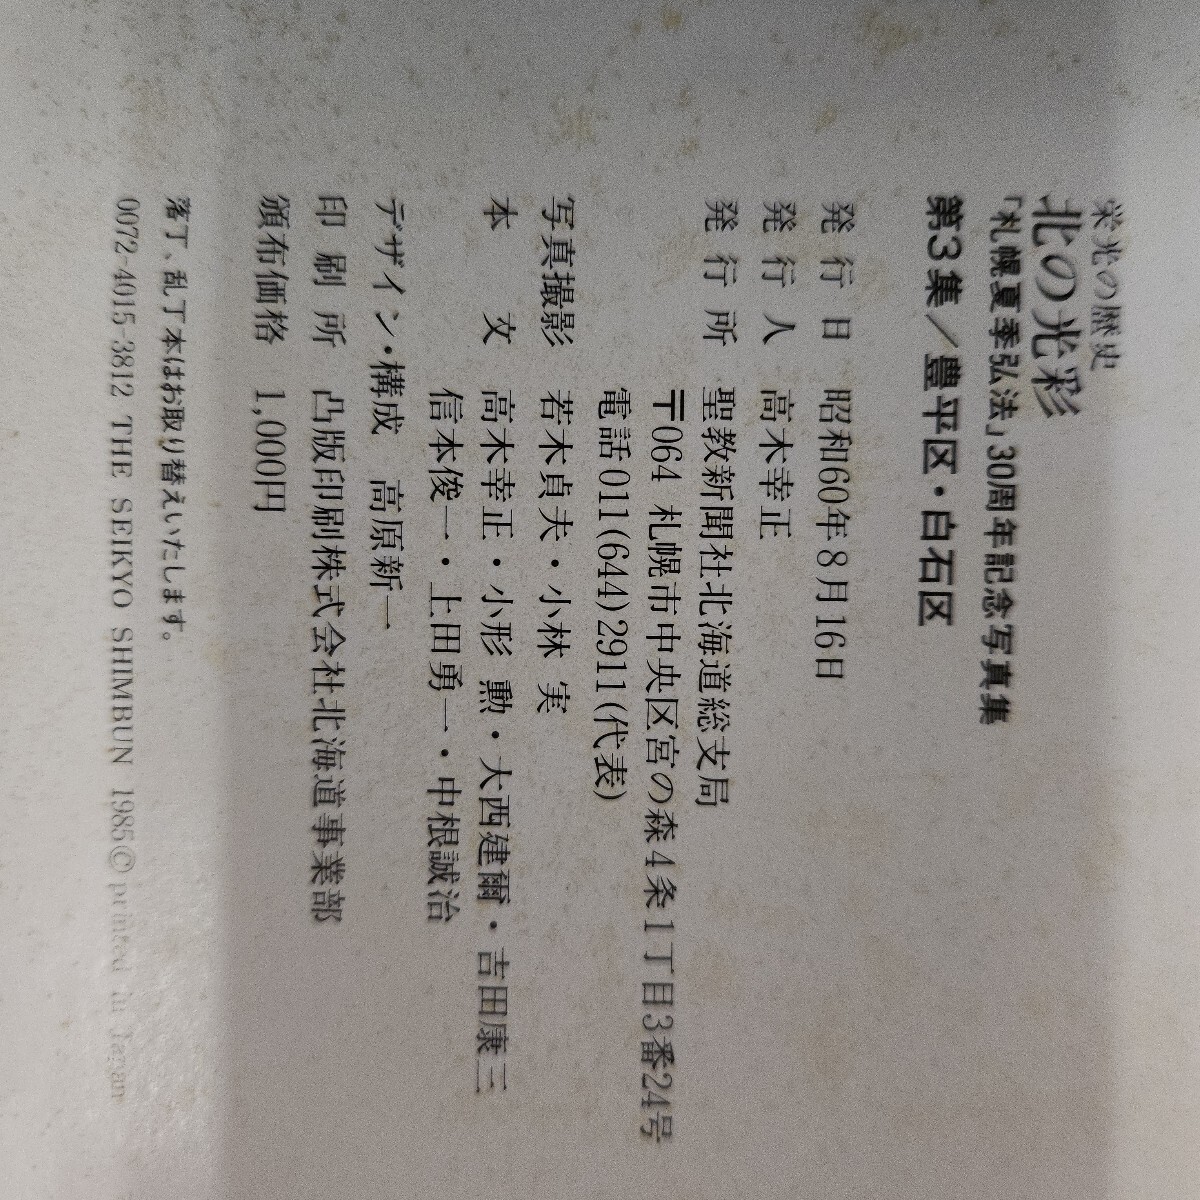 栄光の歴史
北の光彩
「札幌夏季弘法」30周年記念写真集
第3集／豊平区・白石区
発行日 昭和60年8月16日
発行人 高木幸正
発行所 聖教新聞社北海道総支局
〒064 札幌市中央区宮の森4条1丁目3番24号
電話011(644)2911(代表)
写真撮影 若木貞夫・小林 実
本文 高木幸正・小形 勲・大西建爾・吉田康三
信本俊一・上田勇一・中根誠治
デザイン・構成 高原新一
印刷所 凸版印刷株式会社北海道事業部
頒布価格 1,000円
落丁、乱丁本はお取り替えいたします。
0072-4015-3812 THE SEIKYO SHIMBUN 1985© printed in Japan